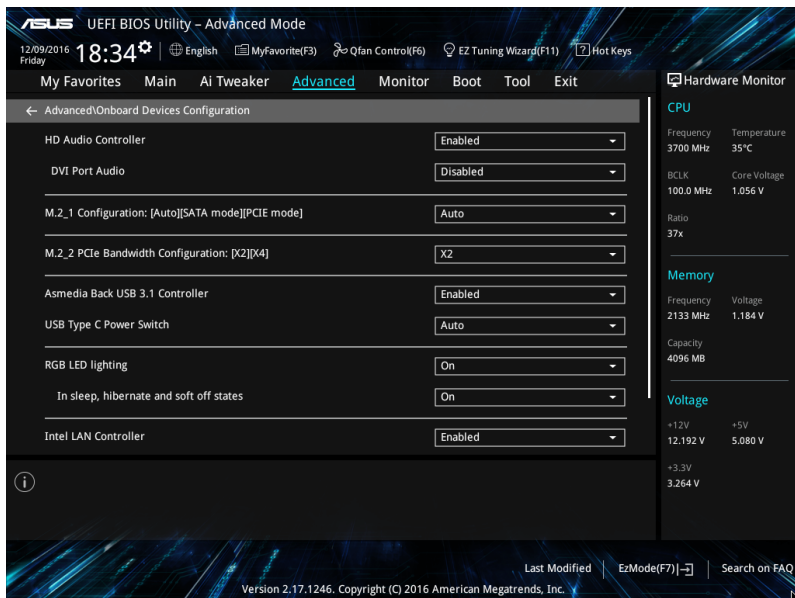 ASUS UEFI BIOS Utility – Advanced Mode
12/09/2016 Friday 18:34 English MyFavorite(F3) Qfan Control(F6) EZ Tuning Wizard(F11) ? Hot Keys
My Favorites Main Ai Tweaker Advanced Monitor Boot Tool Exit
← Advanced\Onboard Devices Configuration
HD Audio Controller Enabled
DVI Port Audio Disabled
M.2_1 Configuration: [Auto][SATA mode][PCIE mode] Auto
M.2_2 PCIe Bandwidth Configuration: [X2][X4] X2
Asmedia Back USB 3.1 Controller Enabled
USB Type C Power Switch Auto
RGB LED lighting On
In sleep, hibernate and soft off states On
Intel LAN Controller Enabled
Hardware Monitor
CPU
Frequency Temperature
3700 MHz 35°C
BCLK Core Voltage
100.0 MHz 1.056 V
Ratio
37x
Memory
Frequency Voltage
2133 MHz 1.184 V
Capacity
4096 MB
Voltage
+12V +5V
12.192 V 5.080 V
+3.3V
3.264 V
Last Modified EzMode(F7) Search on FAQ
Version 2.17.1246. Copyright (C) 2016 American Megatrends, Inc.